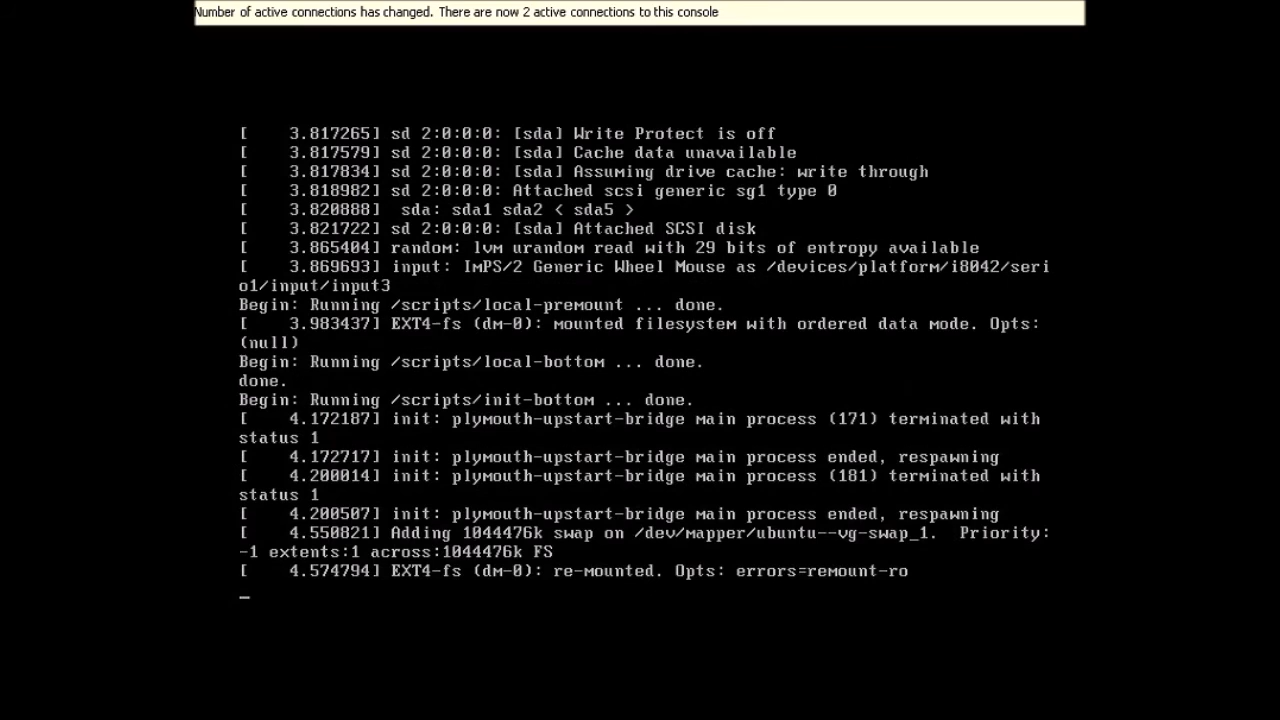 Number of active connections has changed. There are now 2 active connections to this console
[    3.817265] sd 2:0:0:0: [sda] Write Protect is off
[    3.817579] sd 2:0:0:0: [sda] Cache data unavailable
[    3.817834] sd 2:0:0:0: [sda] Assuming drive cache: write through
[    3.818982] sd 2:0:0:0: Attached scsi generic sg1 type 0
[    3.820888]  sda: sda1 sda2 < sda5 >
[    3.821722] sd 2:0:0:0: [sda] Attached SCSI disk
[    3.865404] random: lvm urandom read with 29 bits of entropy available
[    3.869693] input: ImPS/2 Generic Wheel Mouse as /devices/platform/i8042/seri
o1/input/input3
Begin: Running /scripts/local-premount ... done.
[    3.983437] EXT4-fs (dm-0): mounted filesystem with ordered data mode. Opts:
(null)
Begin: Running /scripts/local-bottom ... done.
done.
Begin: Running /scripts/init-bottom ... done.
[    4.172187] init: plymouth-upstart-bridge main process (171) terminated with
status 1
[    4.172717] init: plymouth-upstart-bridge main process ended, respawning
[    4.200014] init: plymouth-upstart-bridge main process (181) terminated with
status 1
[    4.200507] init: plymouth-upstart-bridge main process ended, respawning
[    4.550821] Adding 1044476k swap on /dev/mapper/ubuntu--vg-swap_1.  Priority:
-1 extents:1 across:1044476k FS
[    4.574794] EXT4-fs (dm-0): re-mounted. Opts: errors=remount-ro
_